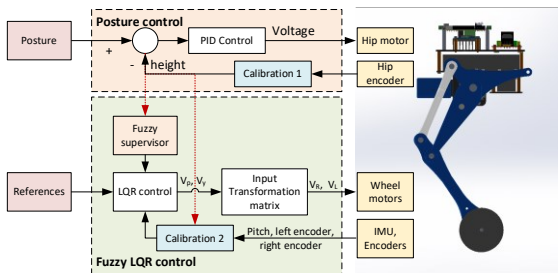 Posture control
Posture
+
-
PID Control
Voltage
Hip motor
height
Calibration 1
Hip
encoder
Fuzzy
supervisor
References
LQR control
Vp, Vy
Input
Transformation
matrix
VR, VL
Wheel
motors
Calibration 2
Pitch, left encoder,
right encoder
IMU,
Encoders
Fuzzy LQR control